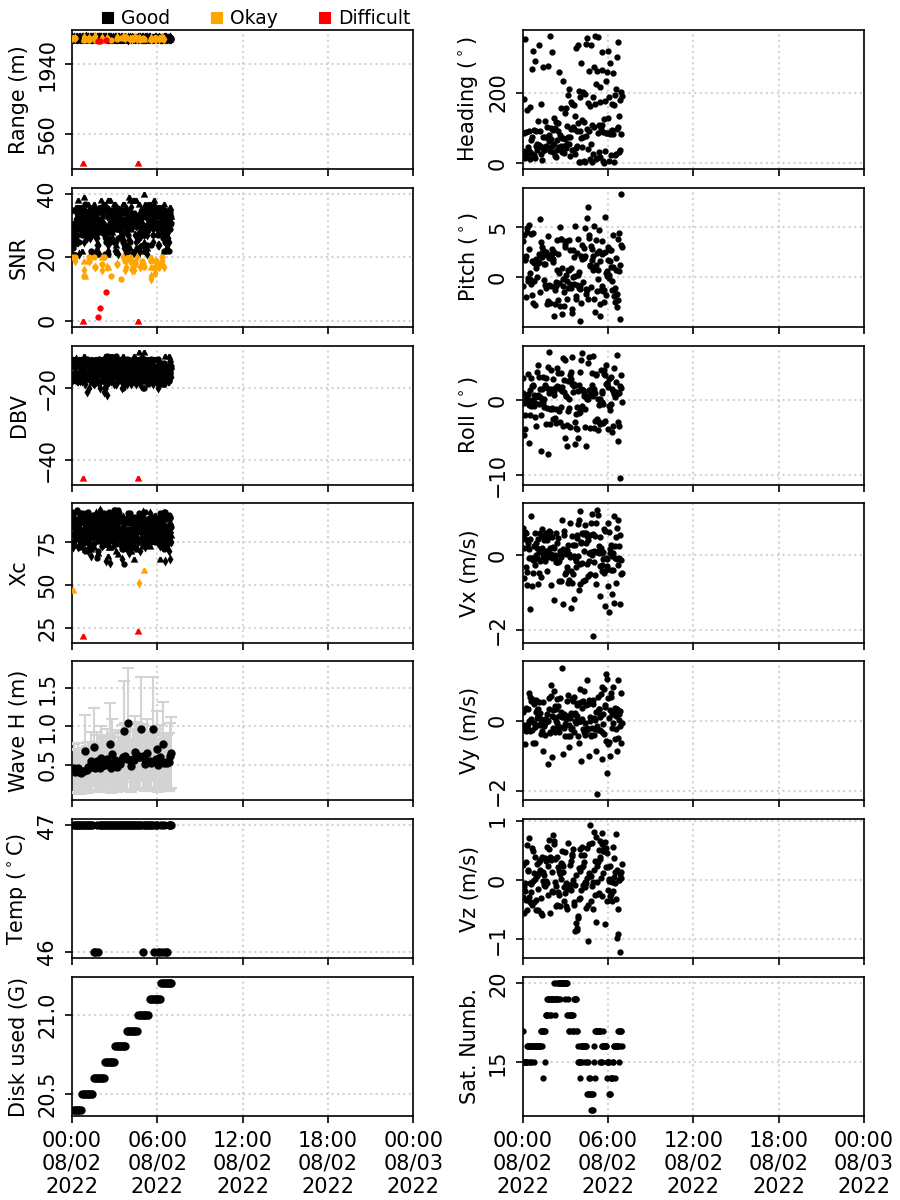 Good Okay Difficult
Range (m)
1940
560
Heading (°)
200
0
SNR
40
20
0
Pitch (°)
5
0
DBV
−20
−40
Roll (°)
0
−10
Xc
75
50
25
Vx (m/s)
0
−2
Wave H (m)
1.5
1.0
0.5
Vy (m/s)
0
−2
Temp (°C)
47
46
Vz (m/s)
1
0
−1
Disk used (G)
21.0
20.5
Sat. Numb.
20
15
00:00 06:00 12:00 18:00 00:00
08/02 08/02 08/02 08/02 08/03
2022 2022 2022 2022 2022
00:00 06:00 12:00 18:00 00:00
08/02 08/02 08/02 08/02 08/03
2022 2022 2022 2022 2022